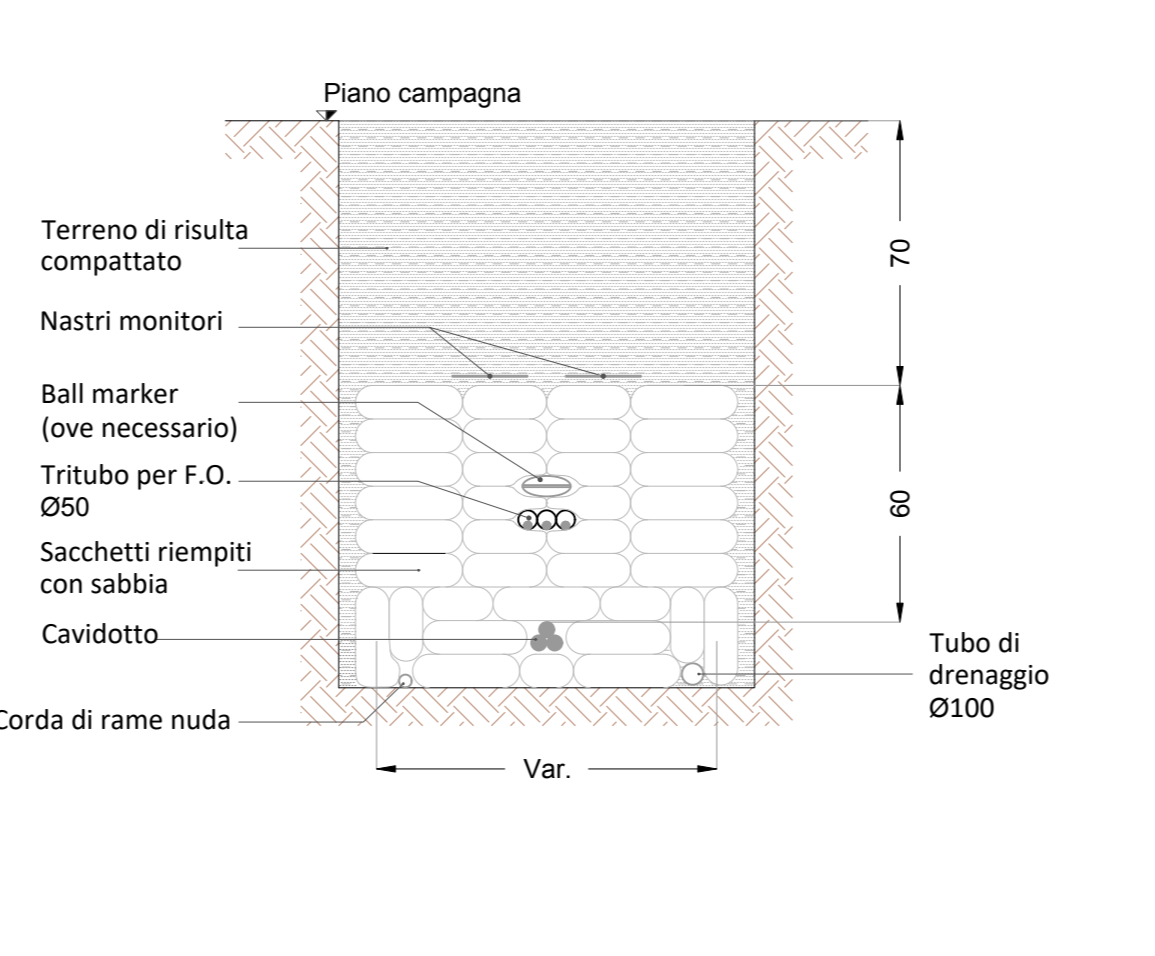 Piano campagna
Terreno di risulta
compattato
Nastri monitori
Ball marker
(ove necessario)
Tritubo per F.O.
Ø50
Sacchetti riempiti
con sabbia
Cavidotto
Corda di rame nuda
70
60
Tubo di
drenaggio
Ø100
Var.